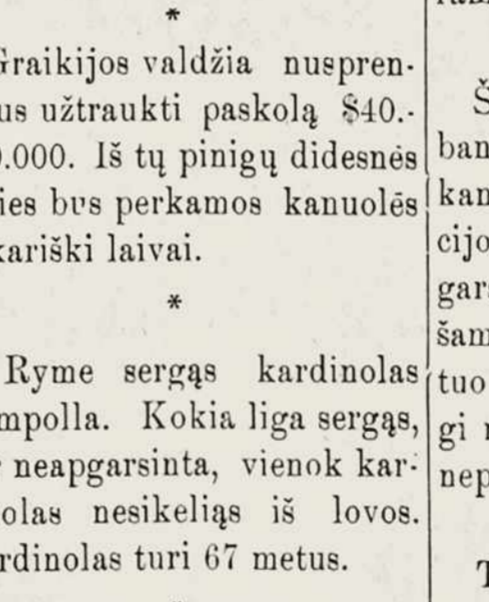 *
Graikijos valdžia nuspren-
us užtraukti paskolą $40.-
0.000. Iš tų pinigų didesnės
ies bus perkamos kanuolės
kariški laivai.
*
Ryme sergąs kardinolas
mpolla. Kokia liga sergąs,
neapgarsinta, vienok kar-
olas nesikeliąs iš lovos.
rdinolas turi 67 metus.
ban
kan
cijo
gar
šam
tuo
gi
nep